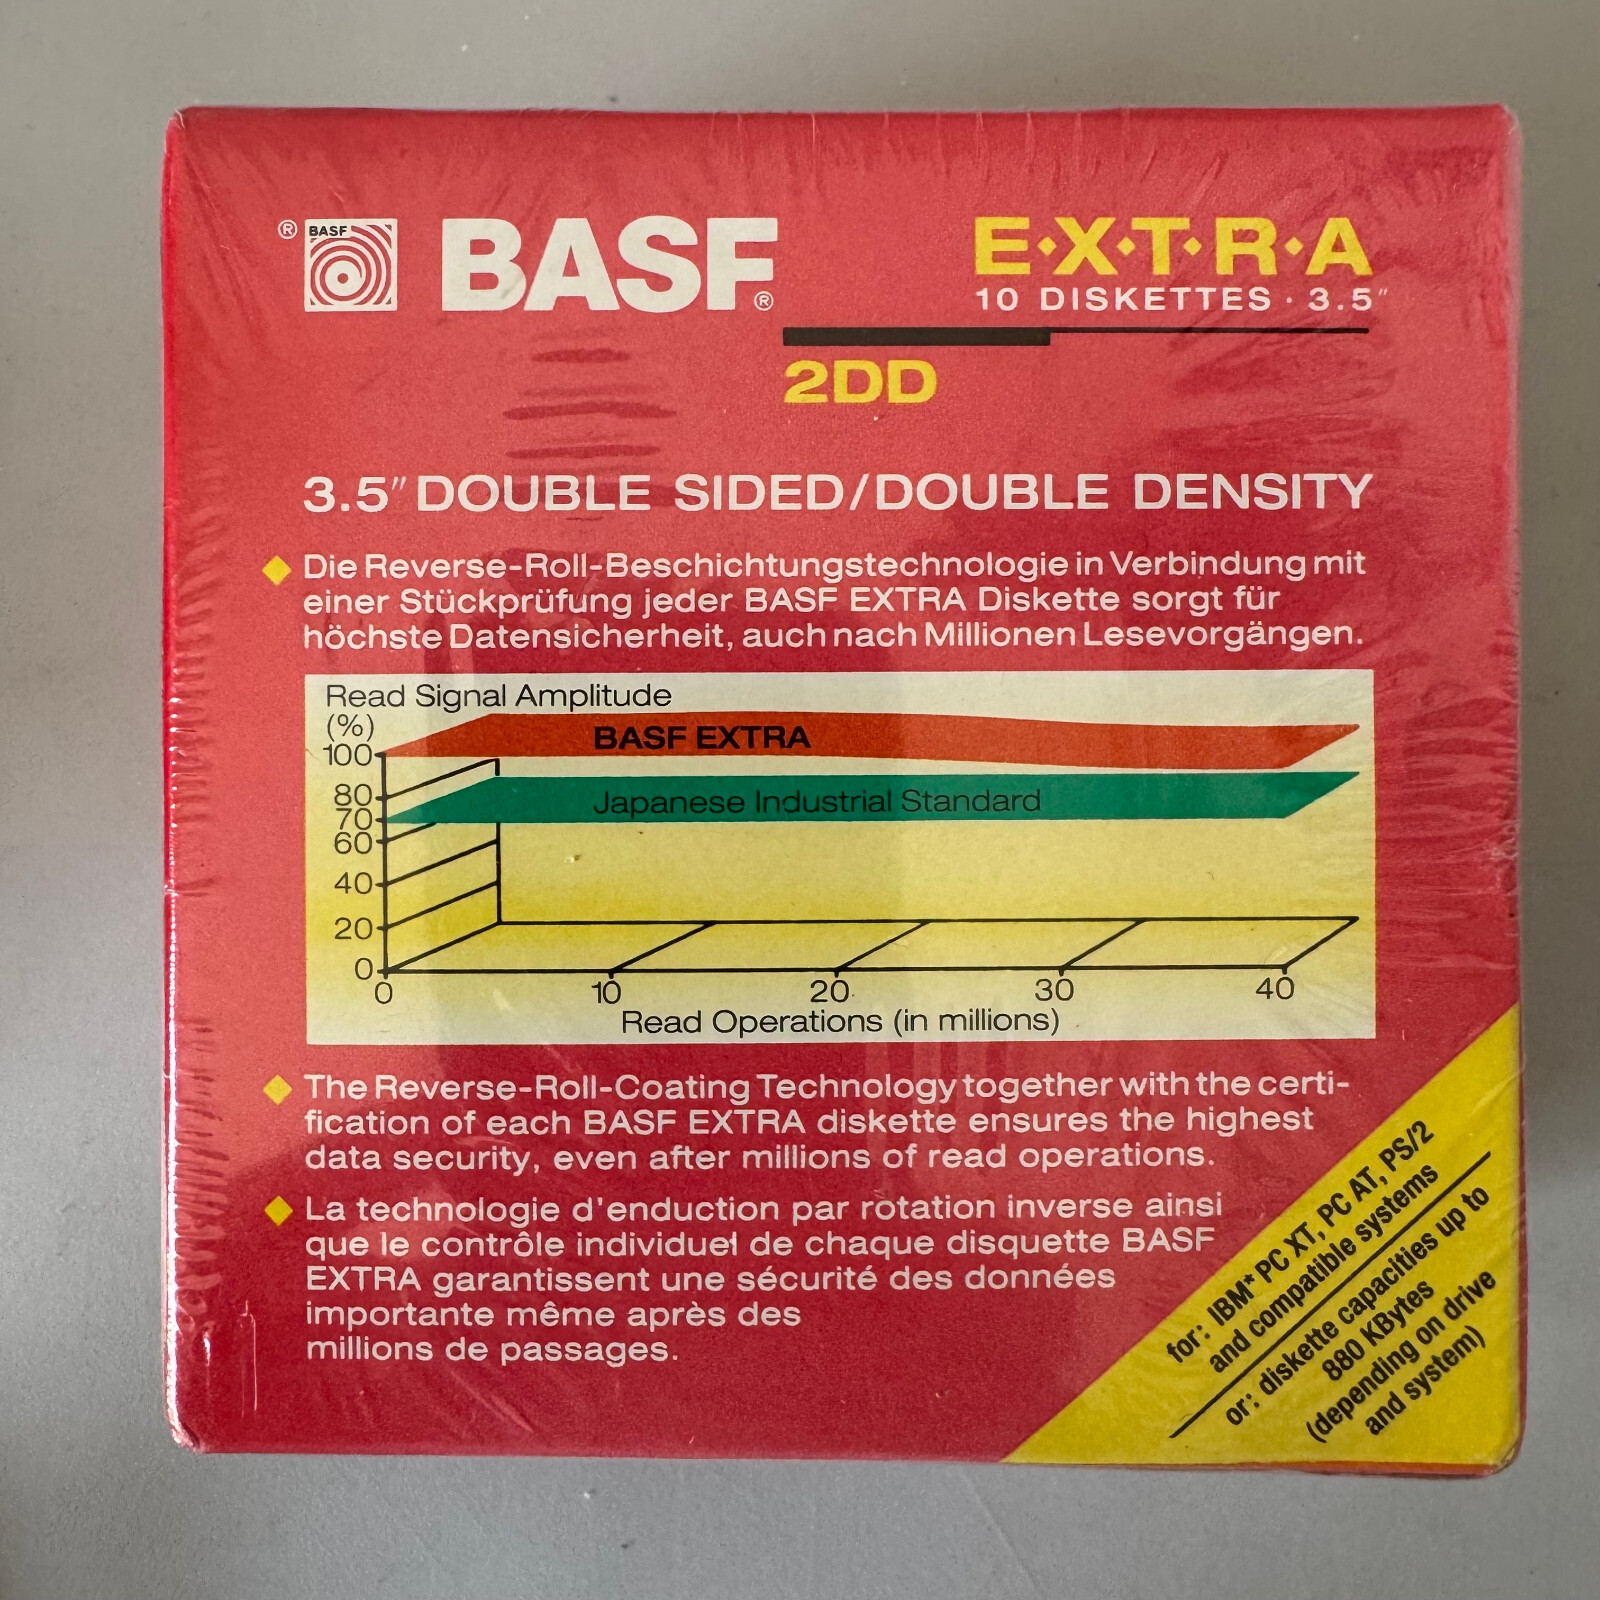 ® BASF BASF®
E·X·T·R·A
10 DISKETTES · 3.5"
2DD
3.5" DOUBLE SIDED/DOUBLE DENSITY
Die Reverse-Roll-Beschichtungstechnologie in Verbindung mit
einer Stückprüfung jeder BASF EXTRA Diskette sorgt für
höchste Datensicherheit, auch nach Millionen Lesevorgängen.
Read Signal Amplitude
(%)
BASF EXTRA
100
Japanese Industrial Standard
80
70
60
40
20
0
0 10 20 30 40
Read Operations (in millions)
The Reverse-Roll-Coating Technology together with the certi-
fication of each BASF EXTRA diskette ensures the highest
data security, even after millions of read operations.
La technologie d'enduction par rotation inverse ainsi
que le contrôle individuel de chaque disquette BASF
EXTRA garantissent une sécurité des données
importante même après des
millions de passages.
for: IBM* PC XT, PC AT, PS/2
and compatible systems
or: diskette capacities up to
880 KBytes
(depending on drive
and system)